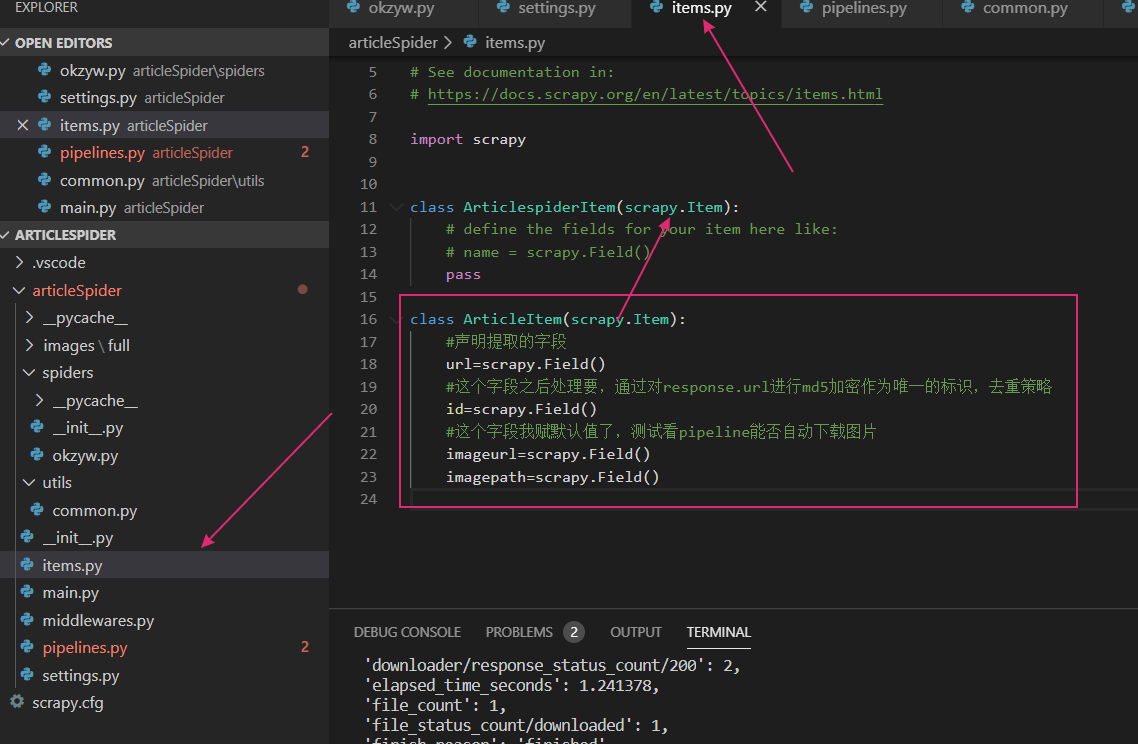 EXPLORER
OPEN EDITORS
okzyw.py articleSpider\spiders
settings.py articleSpider
items.py articleSpider
pipelines.py articleSpider 2
common.py articleSpider\utils
main.py articleSpider
ARTICLESPIDER
.vscode
articleSpider
__pycache__
images \ full
spiders
__pycache__
__init__.py
okzyw.py
utils
common.py
__init__.py
items.py
main.py
middlewares.py
pipelines.py 2
settings.py
scrapy.cfg
okzyw.py settings.py items.py pipelines.py common.py
articleSpider > items.py
5 # See documentation in:
6 # https://docs.scrapy.org/en/latest/topics/items.html
7
8 import scrapy
9
10
11 class ArticlespiderItem(scrapy.Item):
12 # define the fields for your item here like:
13 # name = scrapy.Field()
14 pass
15
16 class ArticleItem(scrapy.Item):
17 #声明提取的字段
18 url=scrapy.Field()
19 #这个字段之后处理要，通过对response.url进行md5加密作为唯一的标识，去重策略
20 id=scrapy.Field()
21 #这个字段我赋默认值了，测试看pipeline能否自动下载图片
22 imageurl=scrapy.Field()
23 imagepath=scrapy.Field()
24
DEBUG CONSOLE PROBLEMS 2 OUTPUT TERMINAL
'downloader/response_status_count/200': 2,
'elapsed_time_seconds': 1.241378,
'file_count': 1,
'file_status_count/downloaded': 1,
'finish_reason': 'finished'